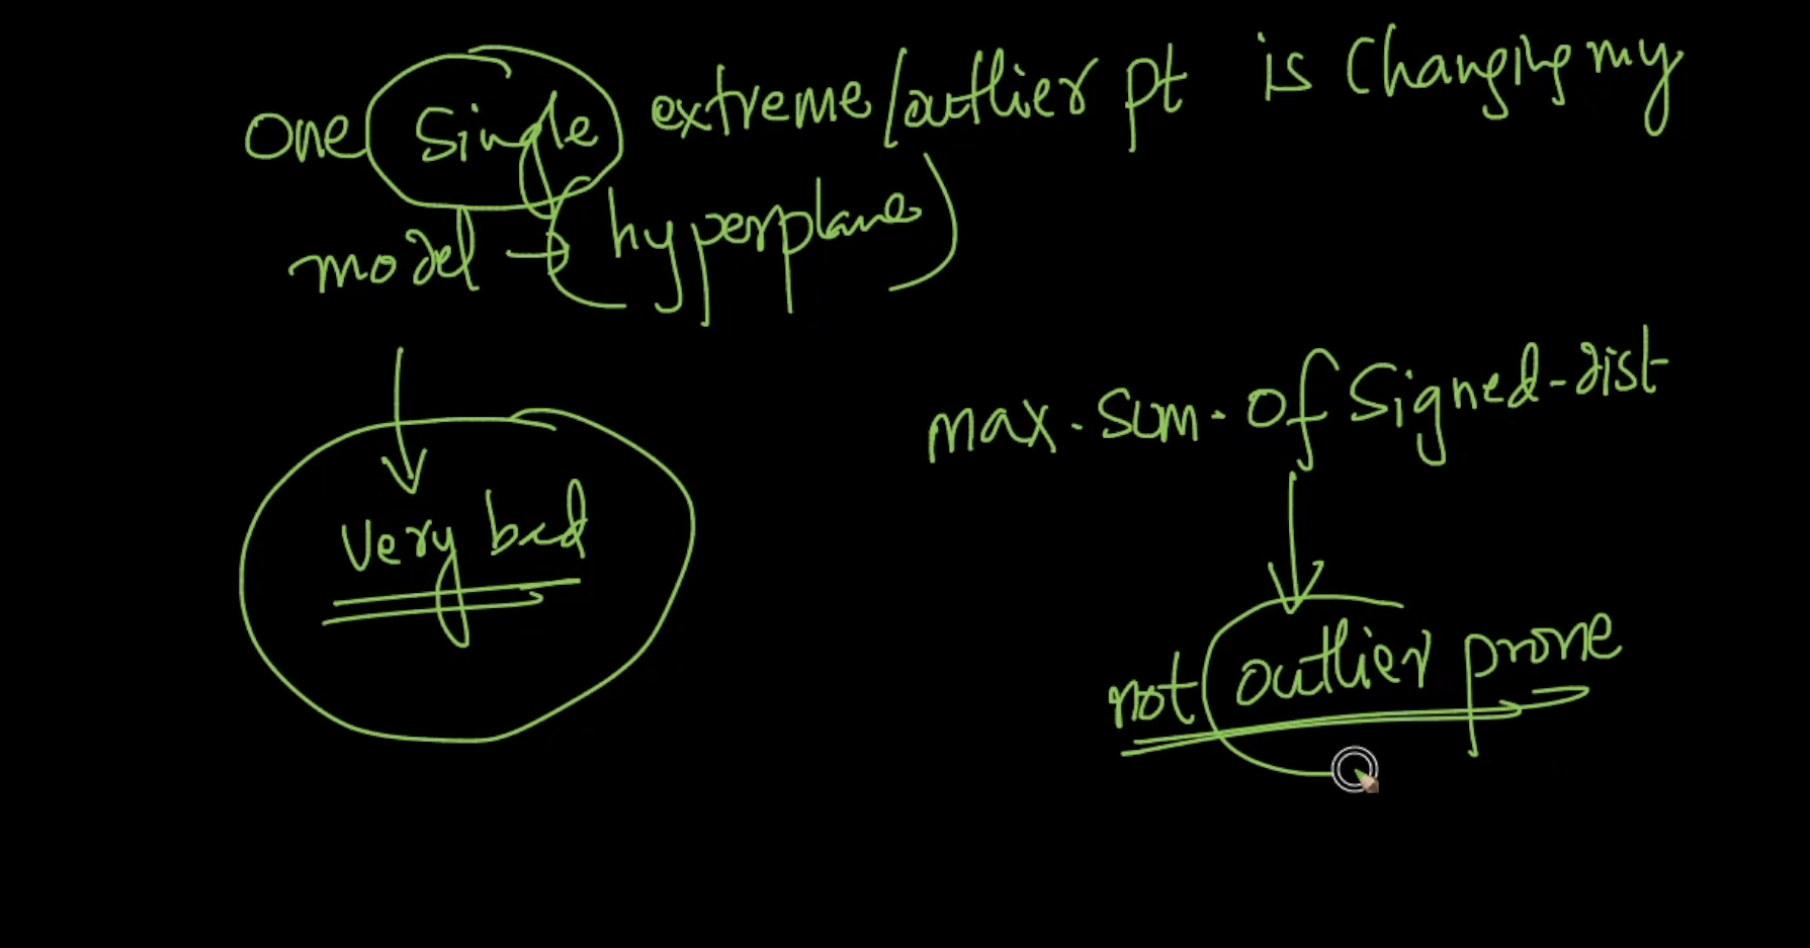 one single extreme/outlier pt is changing my
model → (hyperplane)
max.sum.of signed-dist
very bad
not outlier prone